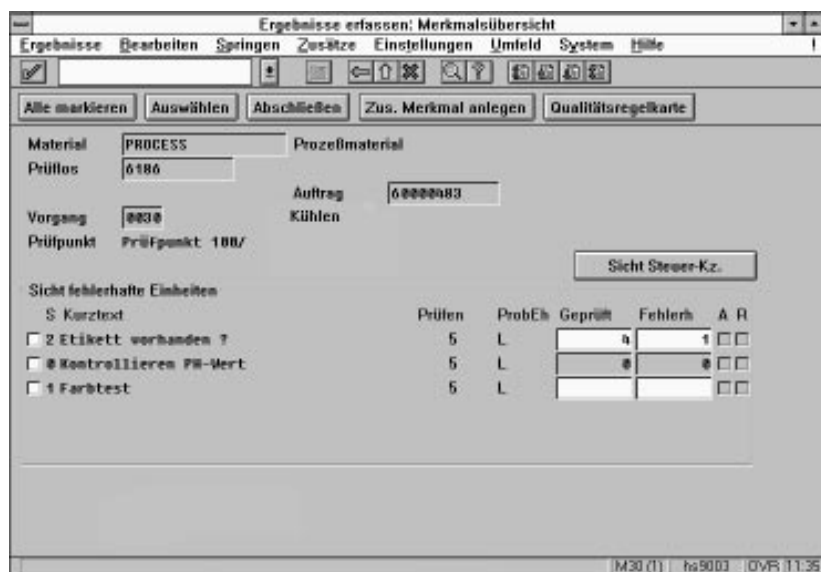 Ergebnisse erfassen: Merkmalsübersicht
Ergebnisse Bearbeiten Springen Zusätze Einstellungen Umfeld System Hilfe !
Alle markieren Auswählen Abschließen Zus. Merkmal anlegen Qualitätsregelkarte
Material PROCESS Prozeßmaterial
Prüflos 6186
Auftrag 60000483
Vorgang 0030 Kühlen
Prüfpunkt Prüfpunkt 100/
Sicht Steuer-Kz.
Sicht fehlerhafte Einheiten
S Kurztext Prüfen ProbEh Geprüft Fehlerh A R
2 Etikett vorhanden ? 5 L 4 1
0 Kontrollieren PH-Wert 5 L 0 0
1 Farbtest 5 L
M30 (1) hs9003 OVR 11:35